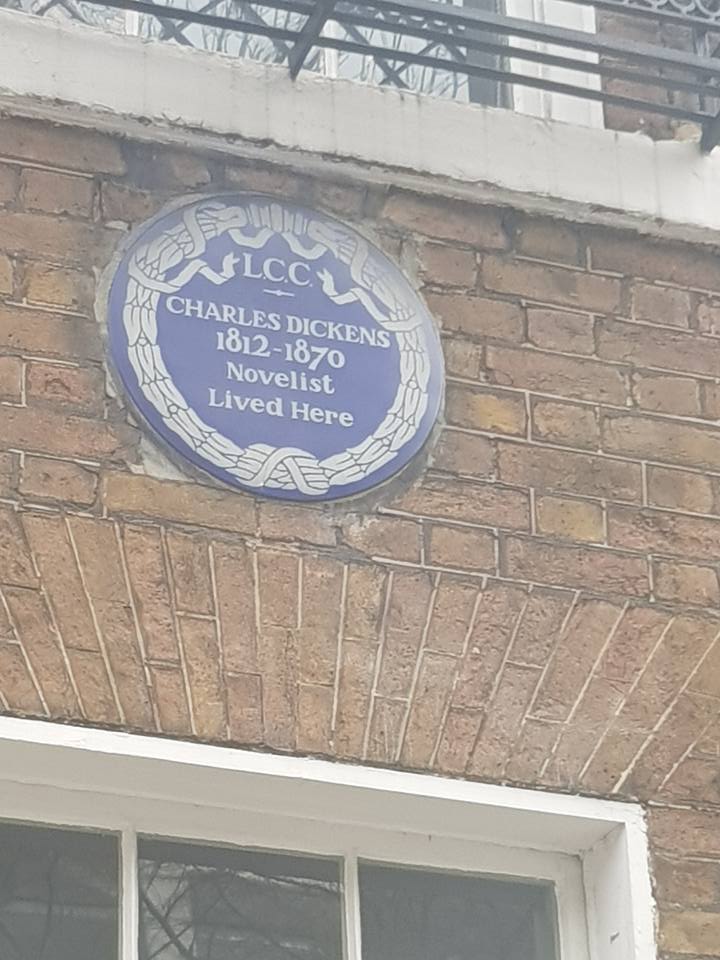 L.C.C.
CHARLES DICKENS
1812-1870
Novelist
Lived Here